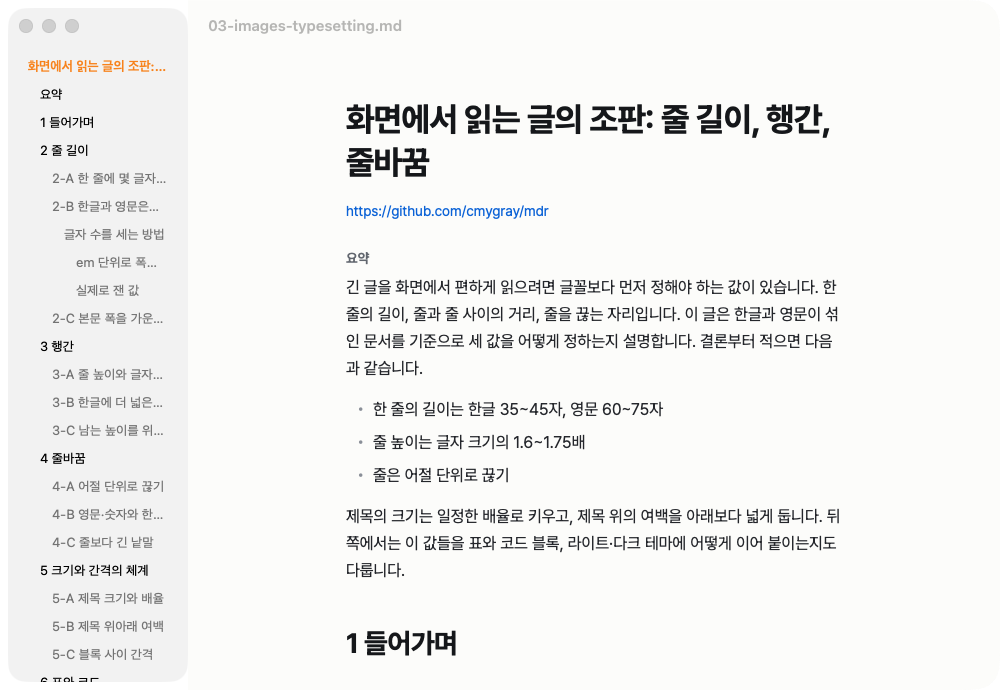 03-images-typesetting.md
화면에서 읽는 글의 조판:...
요약
1 들어가며
2 줄 길이
2-A 한 줄에 몇 글자...
2-B 한글과 영문은...
글자 수를 세는 방법
em 단위로 폭...
실제로 잰 값
2-C 본문 폭을 가운...
3 행간
3-A 줄 높이와 글자...
3-B 한글에 더 넓은...
3-C 남는 높이를 위...
4 줄바꿈
4-A 어절 단위로 끊기
4-B 영문·숫자와 한...
4-C 줄보다 긴 낱말
5 크기와 간격의 체계
5-A 제목 크기와 배율
5-B 제목 위아래 여백
5-C 블록 사이 간격
6 표와 코드
화면에서 읽는 글의 조판: 줄 길이, 행간,
줄바꿈
https://github.com/cmygray/mdr
요약
긴 글을 화면에서 편하게 읽으려면 글꼴보다 먼저 정해야 하는 값이 있습니다. 한
줄의 길이, 줄과 줄 사이의 거리, 줄을 끊는 자리입니다. 이 글은 한글과 영문이 섞
인 문서를 기준으로 세 값을 어떻게 정하는지 설명합니다. 결론부터 적으면 다음
과 같습니다.
• 한 줄의 길이는 한글 35~45자, 영문 60~75자
• 줄 높이는 글자 크기의 1.6~1.75배
• 줄은 어절 단위로 끊기
제목의 크기는 일정한 배율로 키우고, 제목 위의 여백을 아래보다 넓게 둡니다. 뒤
쪽에서는 이 값들을 표와 코드 블록, 라이트·다크 테마에 어떻게 이어 붙이는지도
다룹니다.
1 들어가며